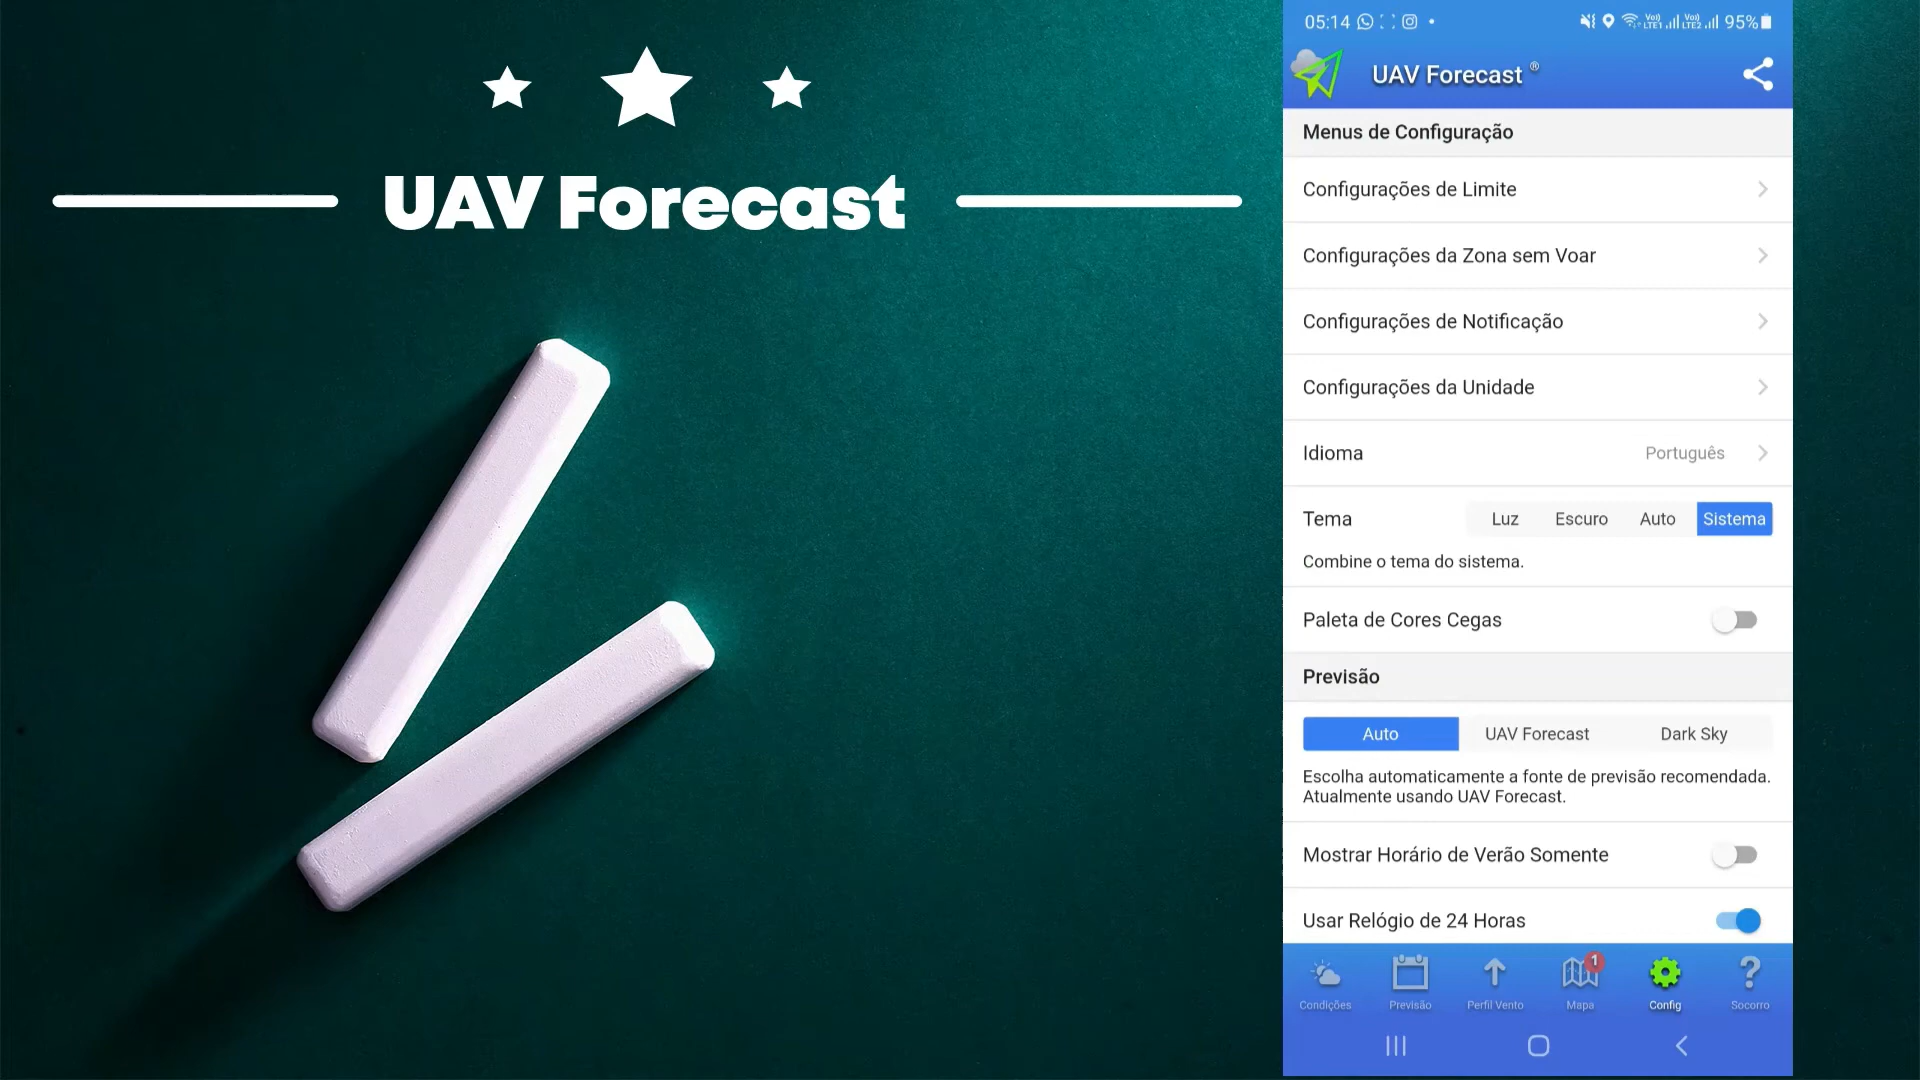 UAV Forecast
05:14
95%
UAV Forecast ®
Menus de Configuração
Configurações de Limite
Configurações da Zona sem Voar
Configurações de Notificação
Configurações da Unidade
Idioma Português
Tema Luz Escuro Auto Sistema
Combine o tema do sistema.
Paleta de Cores Cegas
Previsão
Auto UAV Forecast Dark Sky
Escolha automaticamente a fonte de previsão recomendada.
Atualmente usando UAV Forecast.
Mostrar Horário de Verão Somente
Usar Relógio de 24 Horas
1
Condições Previsão Perfil Vento Mapa Config Socorro